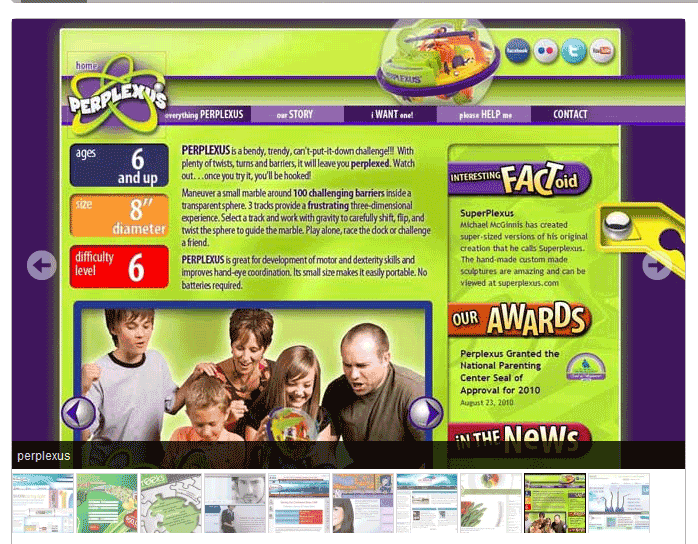 home
PERPLEXUS
PERPLEXUS
facebook
You Tube
everything PERPLEXUS
our STORY
i WANT one!
please HELP me
CONTACT
ages
6
and up
size
8”
diameter
difficulty
level
6
PERPLEXUS is a bendy, trendy, can't-put-it-down challenge!!! With
plenty of twists, turns and barriers, it will leave you perplexed. Watch
out. . .once you try it, you'll be hooked!
Maneuver a small marble around 100 challenging barriers inside a
transparent sphere. 3 tracks provide a frustrating three-dimensional
experience. Select a track and work with gravity to carefully shift, flip, and
twist the sphere to guide the marble. Play alone, race the clock or challenge
a friend.
PERPLEXUS is great for development of motor and dexterity skills and
improves hand-eye coordination. Its small size makes it easily portable. No
batteries required.
INTERESTING FACToid
SuperPlexus
Michael McGinnis has created
super-sized versions of his original
creation that he calls Superplexus.
The hand-made custom made
sculptures are amazing and can be
viewed at superplexus.com
OUR AWARDS
Perplexus Granted the
National Parenting
Center Seal of
Approval for 2010
August 23, 2010
IN THE NEWS
perplexus